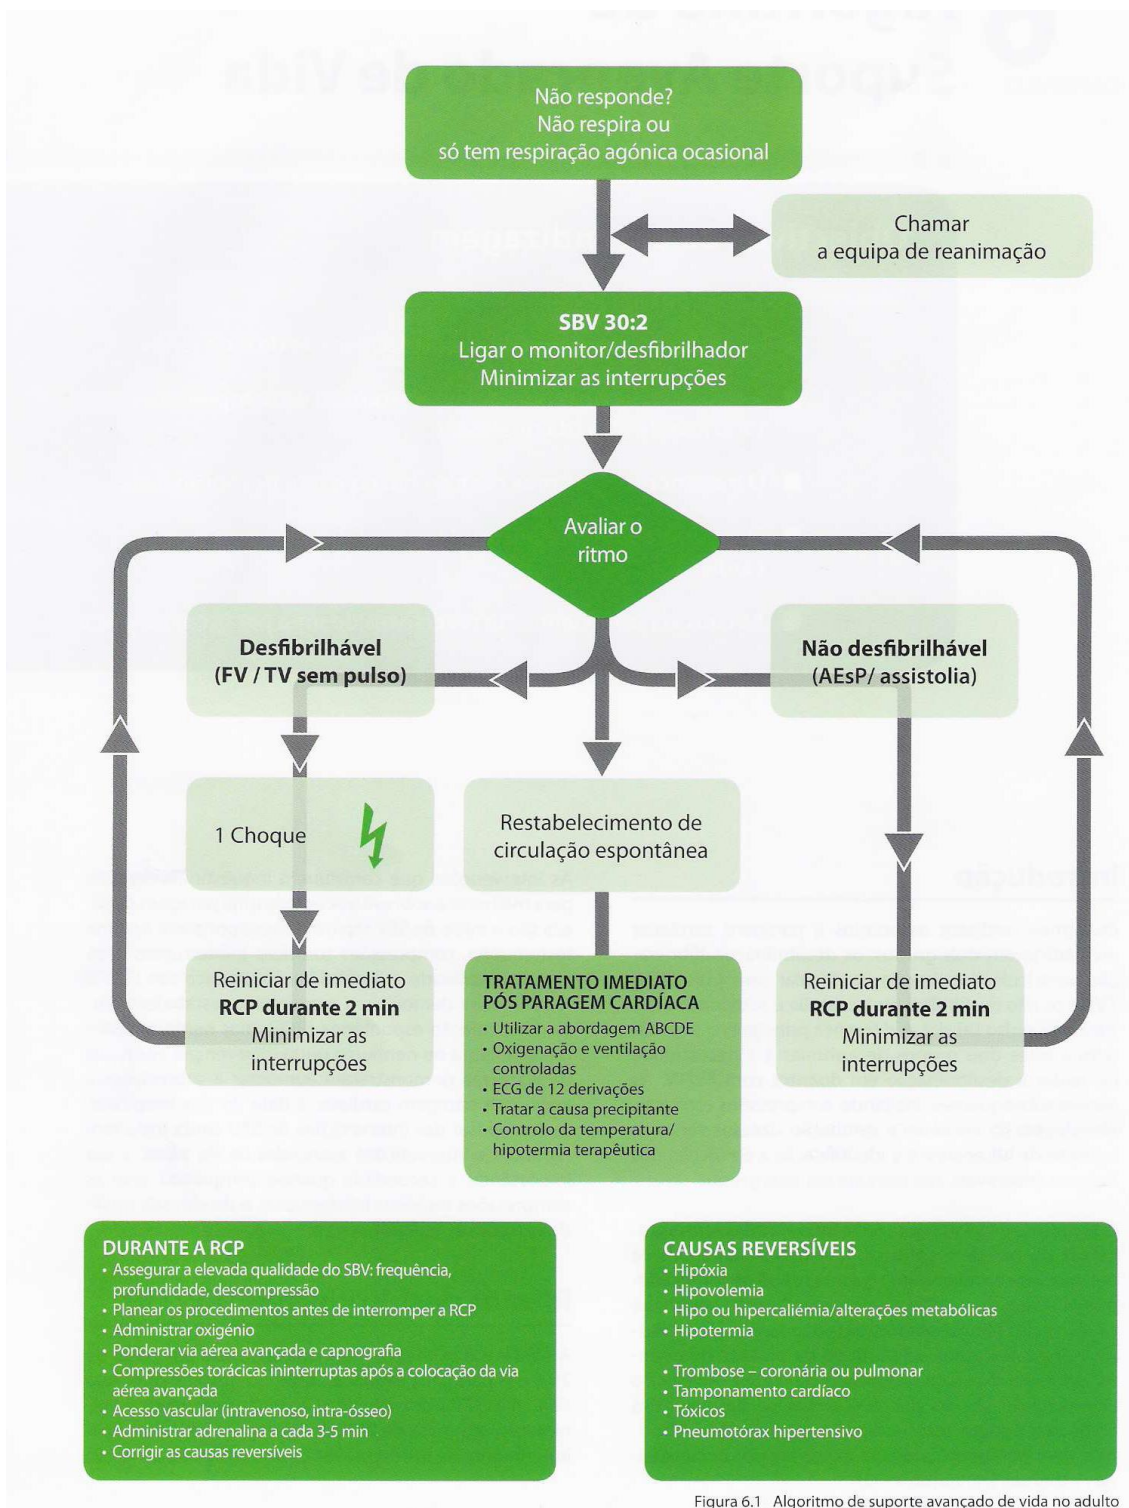 Não responde?
Não respira ou
só tem respiração agónica ocasional
Chamar
a equipa de reanimação
SBV 30:2
Ligar o monitor/desfibrilhador
Minimizar as interrupções
Avaliar o
ritmo
Desfibrilhável
(FV / TV sem pulso)
Não desfibrilhável
(AEsP/ assistolia)
1 Choque
Restabelecimento de
circulação espontânea
Reiniciar de imediato
RCP durante 2 min
Minimizar as
interrupções
TRATAMENTO IMEDIATO
PÓS PARAGEM CARDÍACA
• Utilizar a abordagem ABCDE
• Oxigenação e ventilação
controladas
• ECG de 12 derivações
• Tratar a causa precipitante
• Controlo da temperatura/
hipotermia terapêutica
Reiniciar de imediato
RCP durante 2 min
Minimizar as
interrupções
DURANTE A RCP
• Assegurar a elevada qualidade do SBV: frequência,
profundidade, descompressão
• Planear os procedimentos antes de interromper a RCP
• Administrar oxigénio
• Ponderar via aérea avançada e capnografia
• Compressões torácicas ininterruptas após a colocação da via
aérea avançada
• Acesso vascular (intravenoso, intra-ósseo)
• Administrar adrenalina a cada 3-5 min
• Corrigir as causas reversíveis
CAUSAS REVERSÍVEIS
• Hipóxia
• Hipovolemia
• Hipo ou hipercaliémia/alterações metabólicas
• Hipotermia
• Trombose – coronária ou pulmonar
• Tamponamento cardíaco
• Tóxicos
• Pneumotórax hipertensivo
Figura 6.1 Algoritmo de suporte avançado de vida no adulto